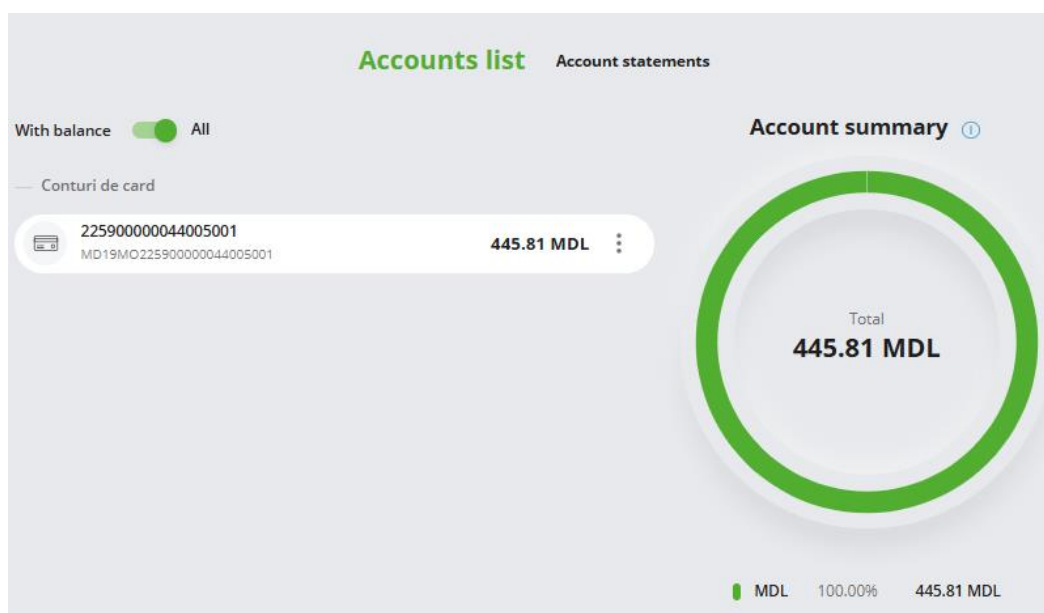 Accounts list Account statements
With balance All
Conturi de card
225900000044005001
MD19MO225900000044005001
445.81 MDL
Account summary
Total
445.81 MDL
MDL 100.00% 445.81 MDL